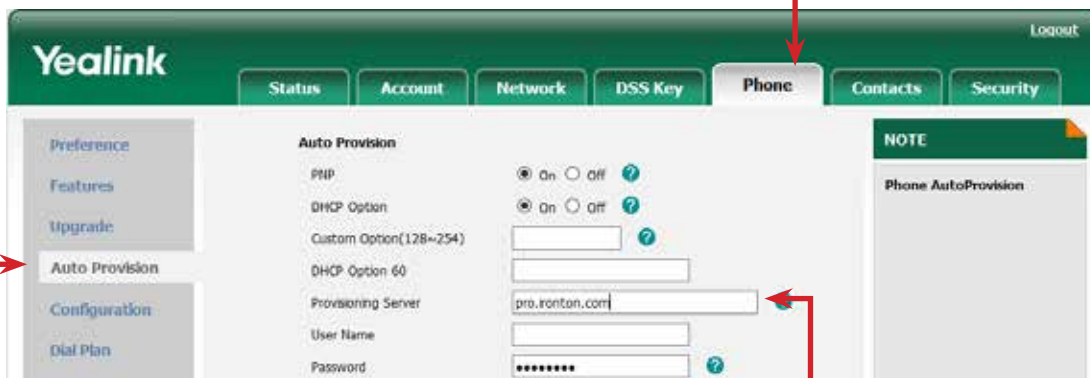 Logout
Yealink
Status Account Network DSS Key Phone Contacts Security
Preference
Features
Upgrade
Auto Provision
Configuration
Dial Plan
Auto Provision
PNP On Off ?
DHCP Option On Off ?
Custom Option(128~254) ?
DHCP Option 60
Provisioning Server pro.ironton.com
User Name
Password •••••••• ?
NOTE
Phone AutoProvision